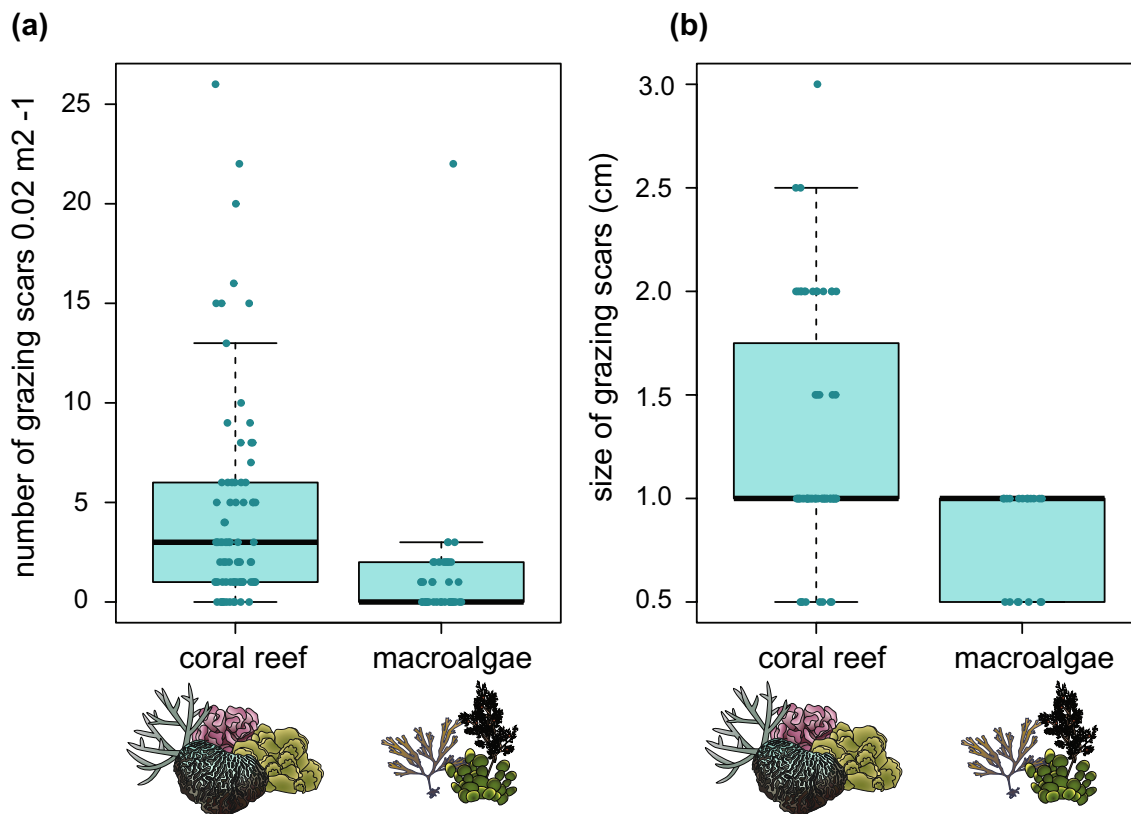 (a)
number of grazing scars 0.02 m2 -1
25
20
15
10
5
0
coral reef
macroalgae
(b)
size of grazing scars (cm)
3.0
2.5
2.0
1.5
1.0
0.5
coral reef
macroalgae